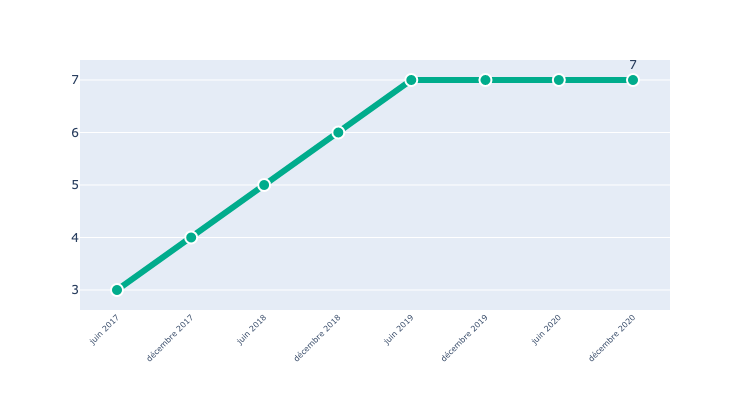 7
7
6
5
4
3
juin 2017
décembre 2017
juin 2018
décembre 2018
juin 2019
décembre 2019
juin 2020
décembre 2020